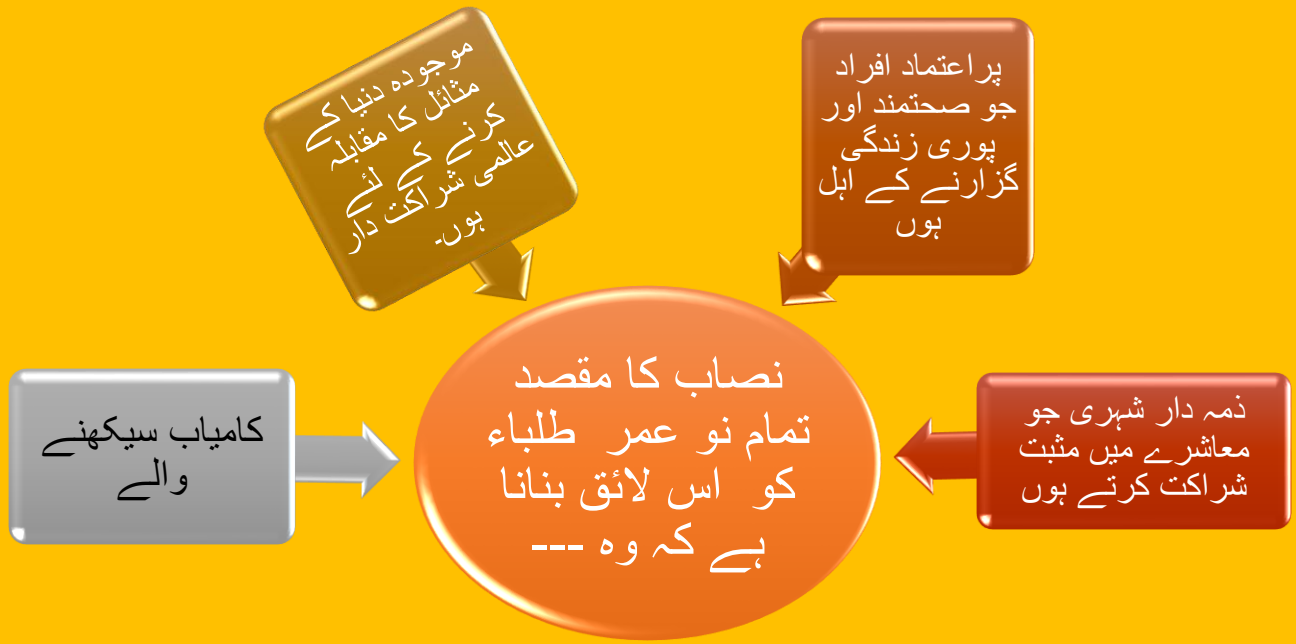 موجودہ دنیا کے
مثائل کا مقابلہ
کرنے کے لئے
عالمی شراکت دار
ہوں۔
پراعتماد افراد
جو صحتمند اور
پوری زندگی
گزارنے کے اہل
ہوں
نصاب کا مقصد
تمام نو عمر طلباء
کو اس لائق بنانا
ہے کہ وہ ---
کامیاب سیکھنے
والے
ذمہ دار شہری جو
معاشرے میں مثبت
شراکت کرتے ہوں